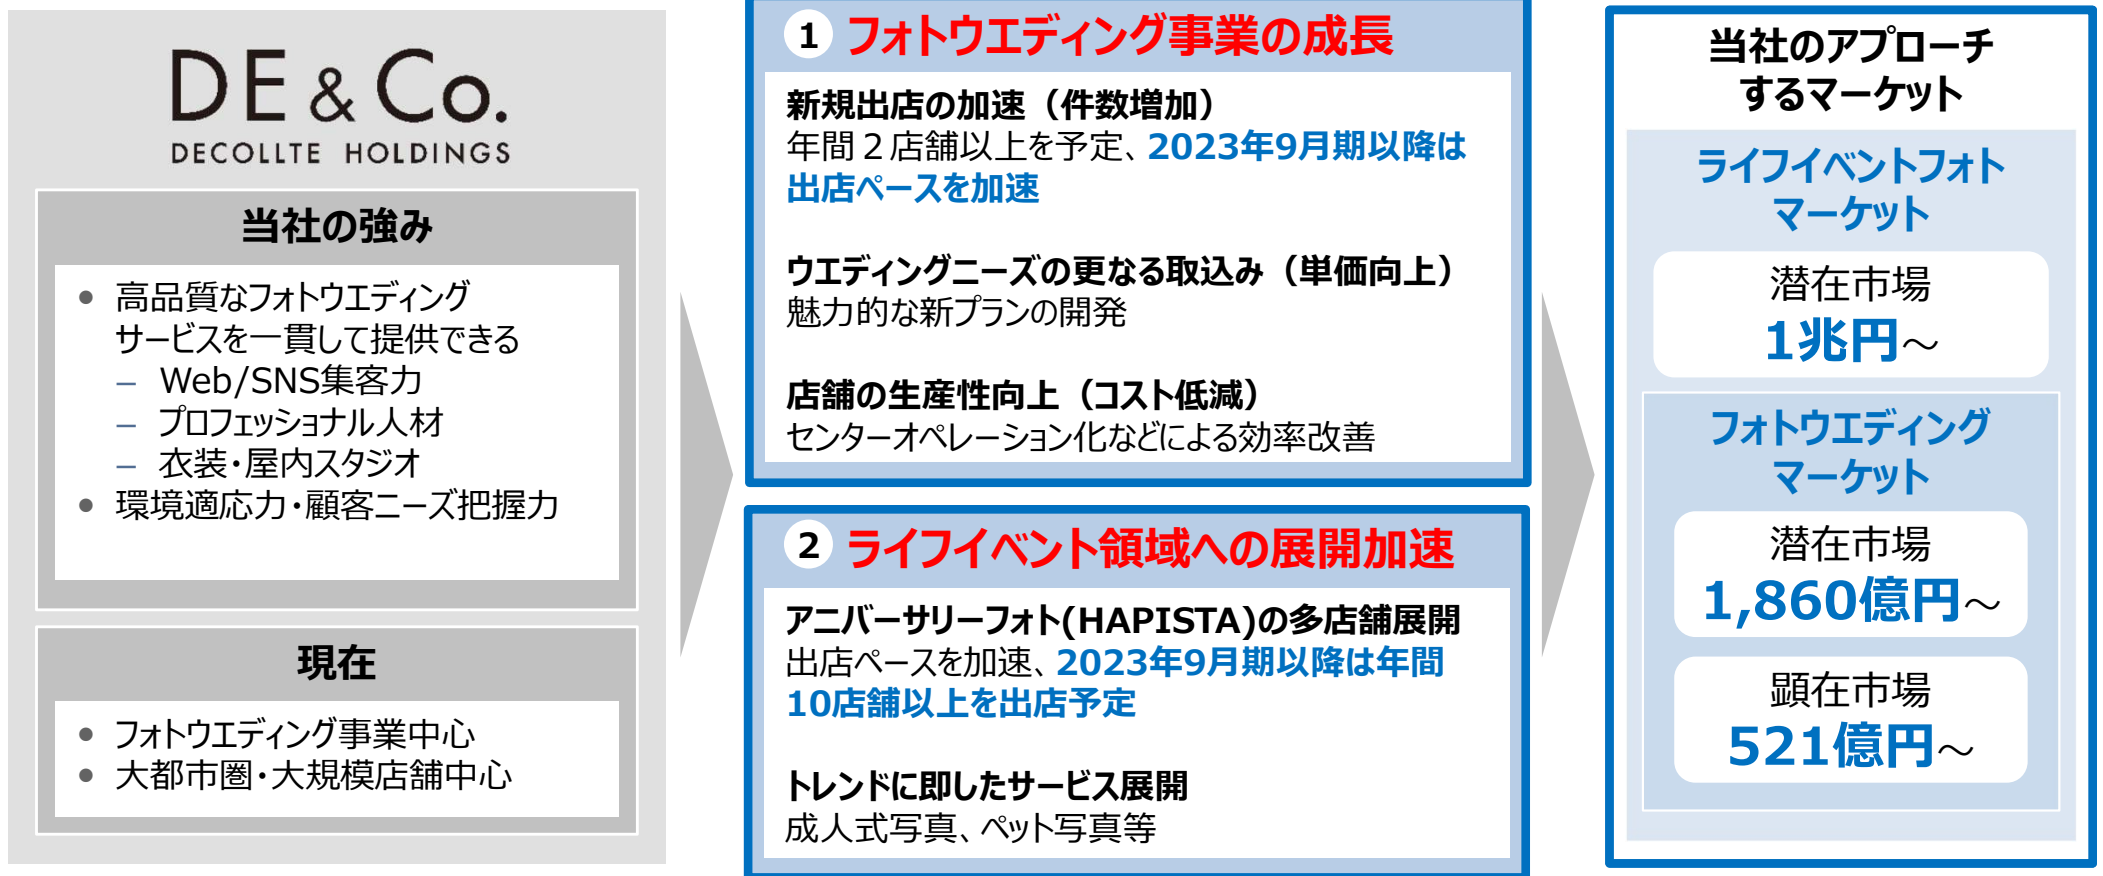 DE & Co.
DECOLLTE HOLDINGS
当社の強み
● 高品質なフォトウエディング
サービスを一貫して提供できる
– Web/SNS集客力
– プロフェッショナル人材
– 衣装・屋内スタジオ
● 環境適応力・顧客ニーズ把握力
現在
● フォトウエディング事業中心
● 大都市圏・大規模店舗中心
1 フォトウエディング事業の成長
新規出店の加速（件数増加）
年間２店舗以上を予定、2023年9月期以降は
出店ペースを加速
ウエディングニーズの更なる取込み（単価向上）
魅力的な新プランの開発
店舗の生産性向上（コスト低減）
センターオペレーション化などによる効率改善
2 ライフイベント領域への展開加速
アニバーサリーフォト(HAPISTA)の多店舗展開
出店ペースを加速、2023年9月期以降は年間
10店舗以上を出店予定
トレンドに即したサービス展開
成人式写真、ペット写真等
当社のアプローチ
するマーケット
ライフイベントフォト
マーケット
潜在市場
1兆円～
フォトウエディング
マーケット
潜在市場
1,860億円～
顕在市場
521億円～